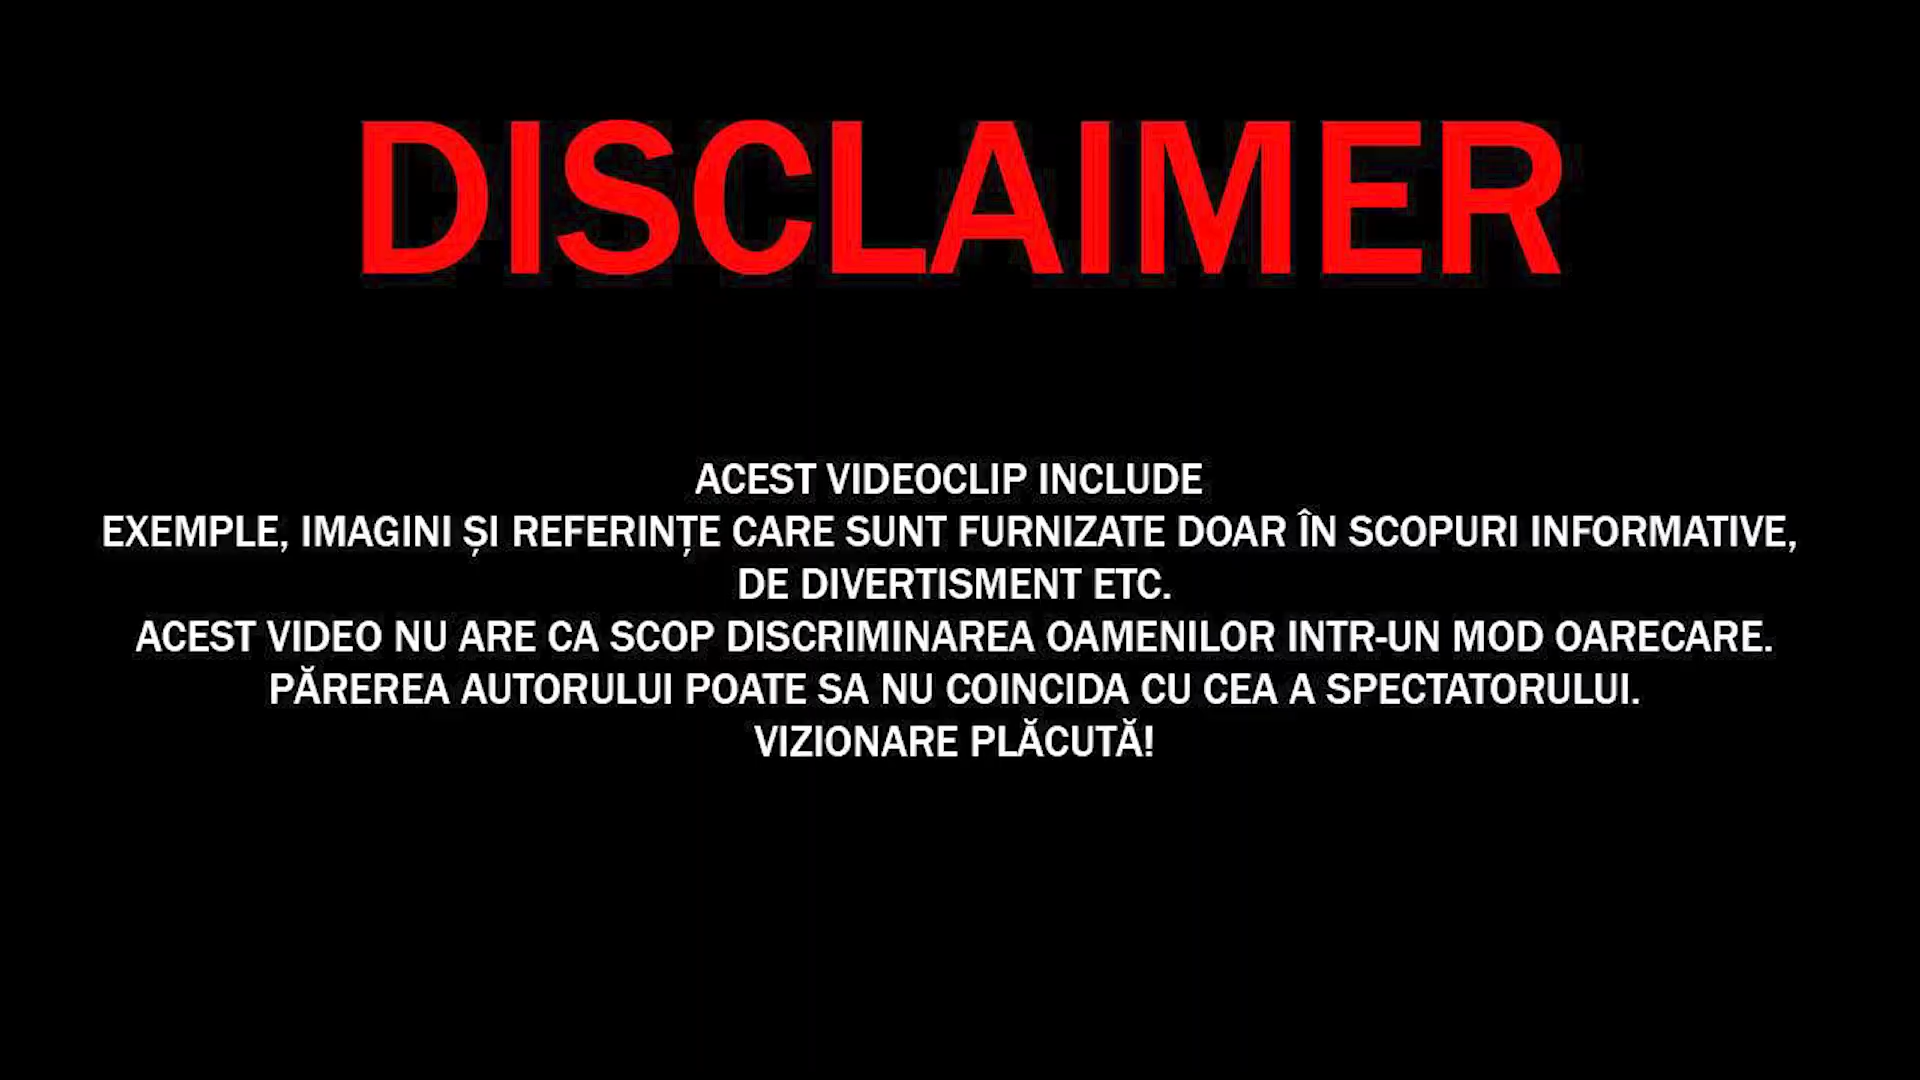 DISCLAIMER
ACEST VIDEOCLIP INCLUDE
EXEMPLE, IMAGINI ȘI REFERINȚE CARE SUNT FURNIZATE DOAR ÎN SCOPURI INFORMATIVE,
DE DIVERTISMENT ETC.
ACEST VIDEO NU ARE CA SCOP DISCRIMINAREA OAMENILOR INTR-UN MOD OARECARE.
PĂREREA AUTORULUI POATE SA NU COINCIDA CU CEA A SPECTATORULUI.
VIZIONARE PLĂCUTĂ!